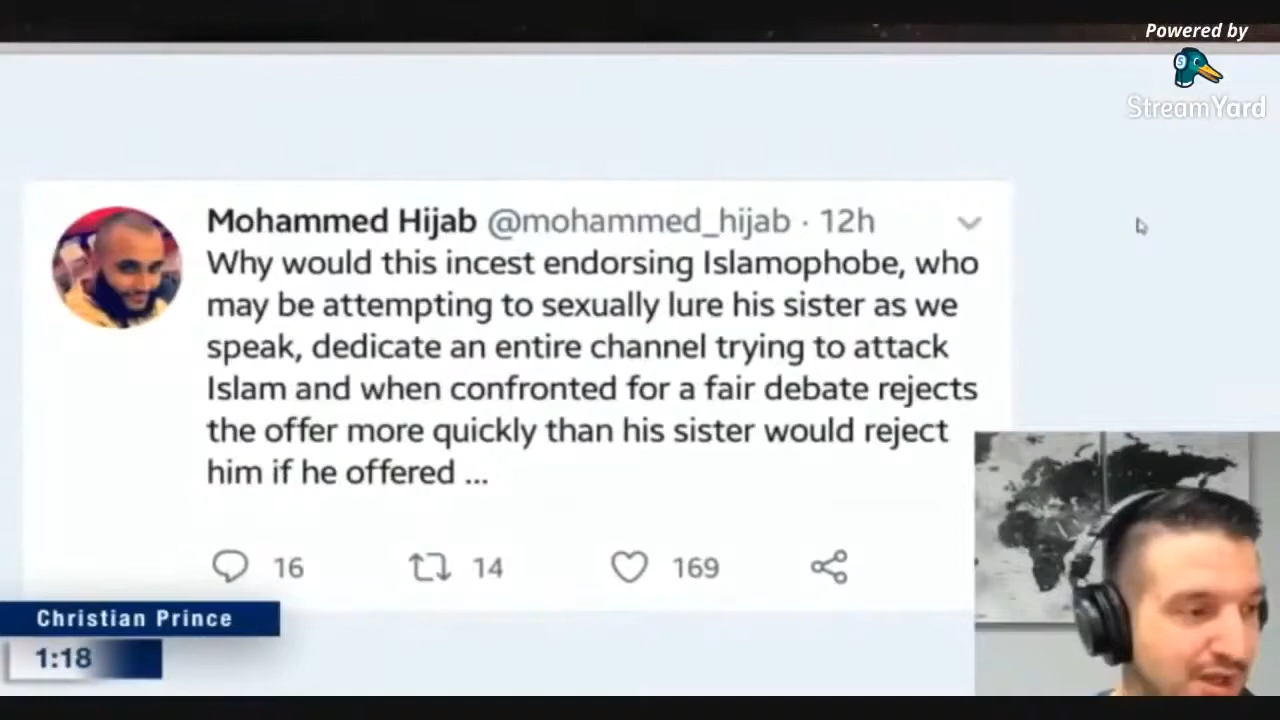 Powered by
StreamYard
Mohammed Hijab @mohammed_hijab · 12h
Why would this incest endorsing Islamophobe, who
may be attempting to sexually lure his sister as we
speak, dedicate an entire channel trying to attack
Islam and when confronted for a fair debate rejects
the offer more quickly than his sister would reject
him if he offered ...
16 14 169
Christian Prince
1:18